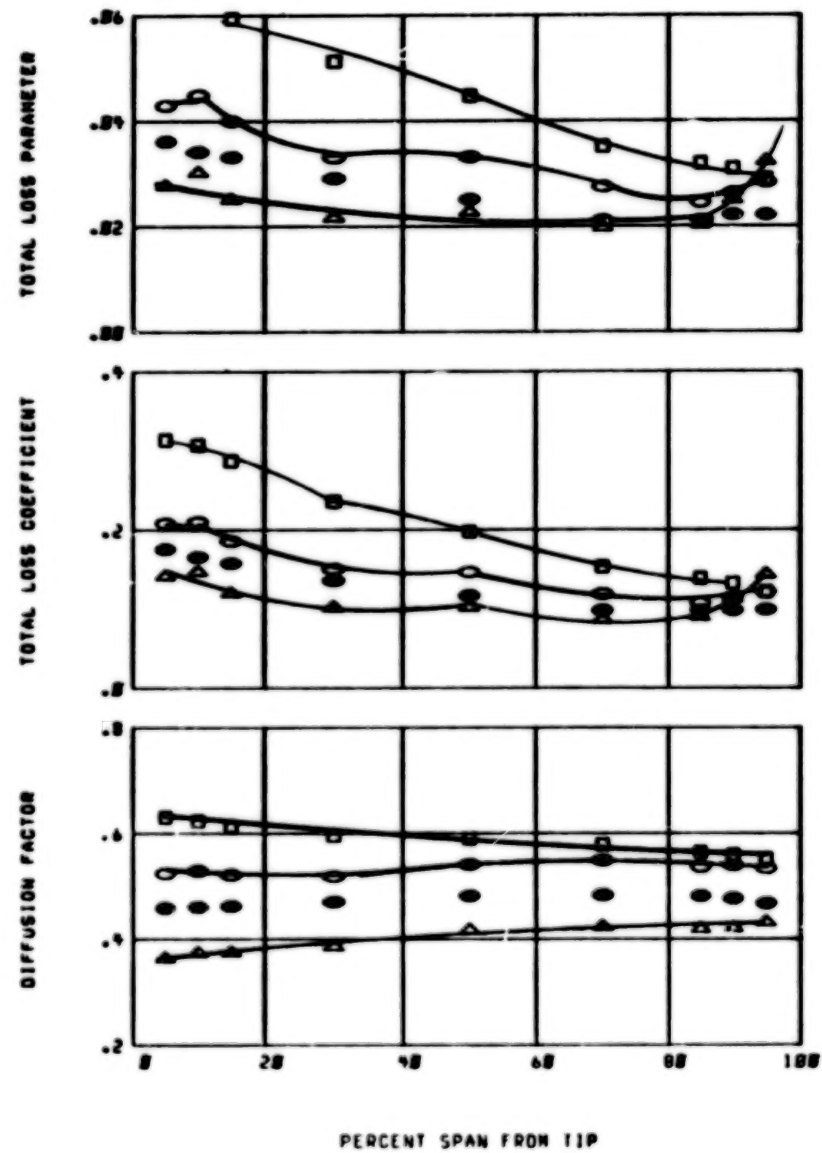 TOTAL LOSS PARAMETER
.06
.04
.02
.00
TOTAL LOSS COEFFICIENT
.4
.2
.0
DIFFUSION FACTOR
.8
.6
.4
.2
0 20 40 60 80 100
PERCENT SPAN FROM TIP